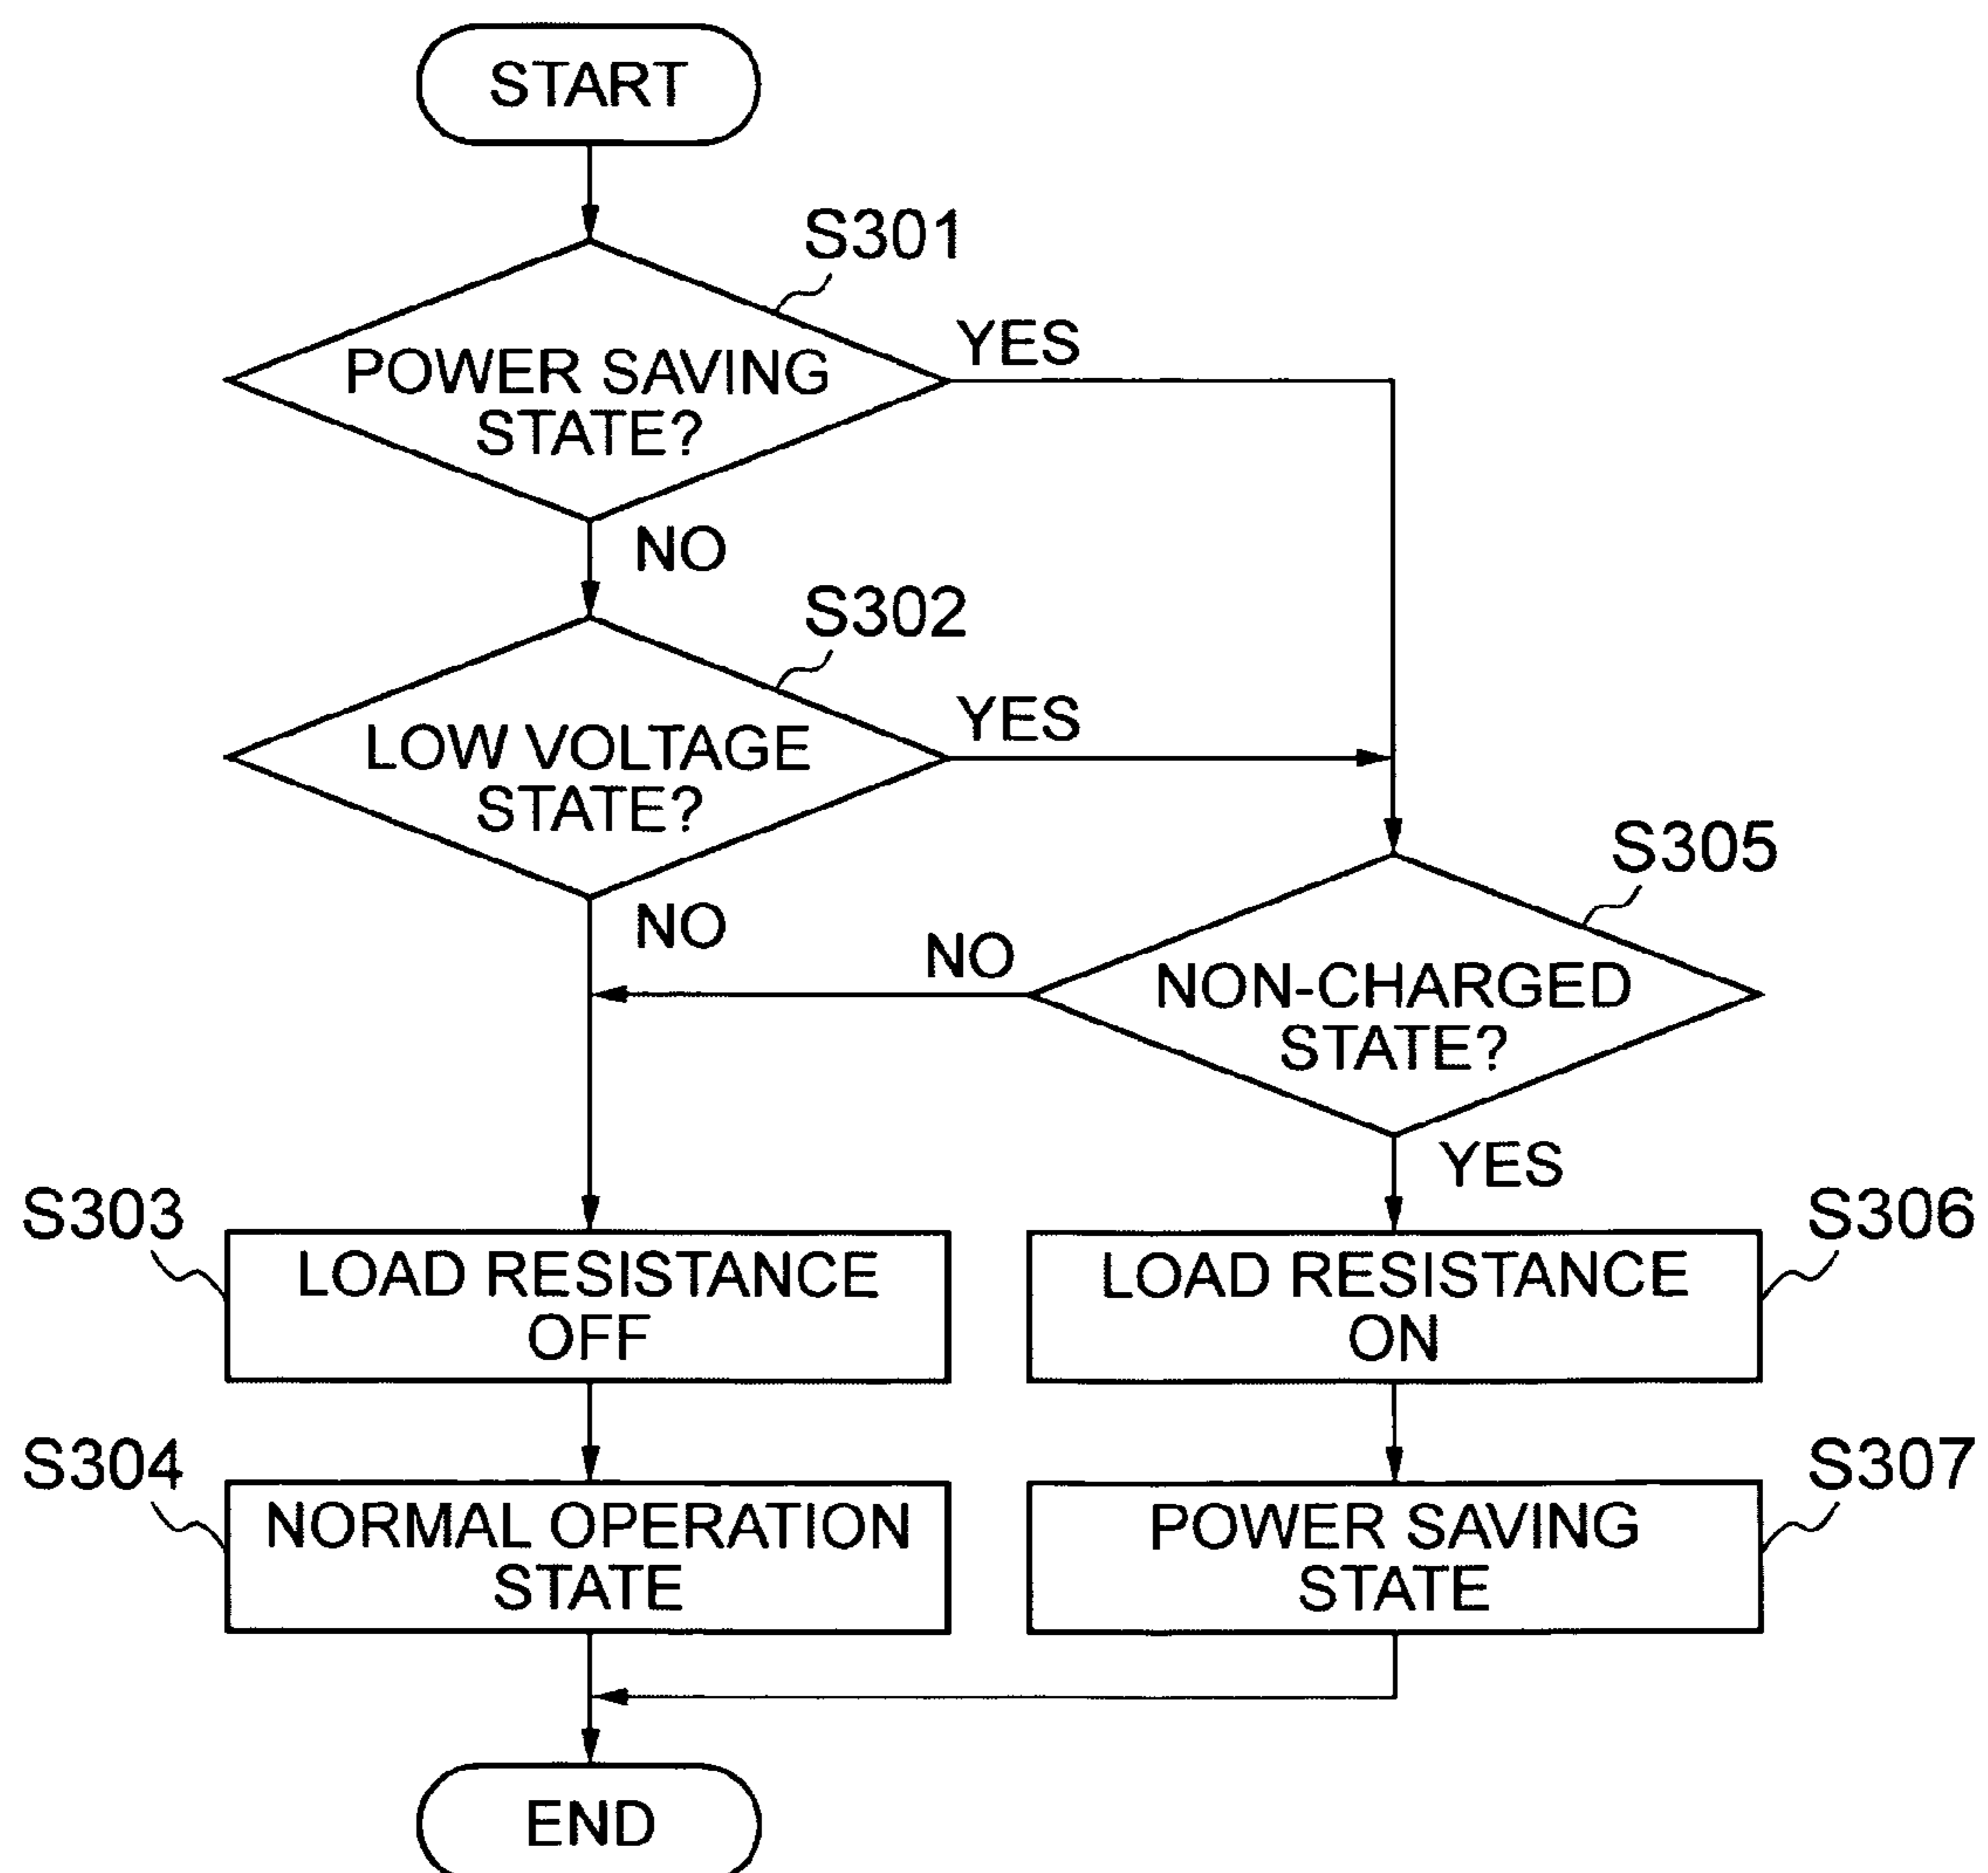 START
S301
POWER SAVING
STATE?
YES
NO
S302
LOW VOLTAGE
STATE?
YES
NO
S305
NON-CHARGED
STATE?
NO
YES
S303
LOAD RESISTANCE
OFF
S306
LOAD RESISTANCE
ON
S304
NORMAL OPERATION
STATE
S307
POWER SAVING
STATE
END